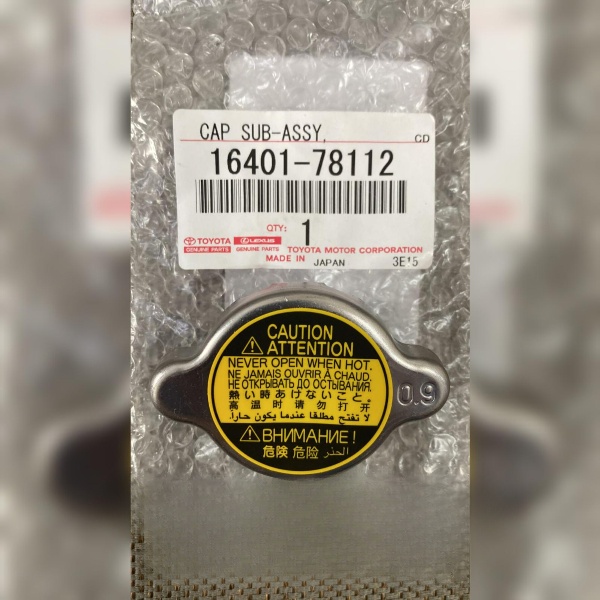 CAP SUB-ASSY,
CD
16401-78112
QTY: 1
TOYOTA LEXUS
GENUINE PARTS GENUINE PARTS TOYOTA MOTOR CORPORATION
MADE IN JAPAN 3E15
CAUTION
ATTENTION
NEVER OPEN WHEN HOT.
NE JAMAIS OUVRIR À CHAUD.
НЕ ОТКРЫВАТЬ ДО ОСТЫВАНИЯ.
熱い時あけないこと。
高温时请勿打开
لا تفتح مطلقا عندما يكون حاراً.
0.9
ВНИМАНИЕ!
危険 危险 الحذر